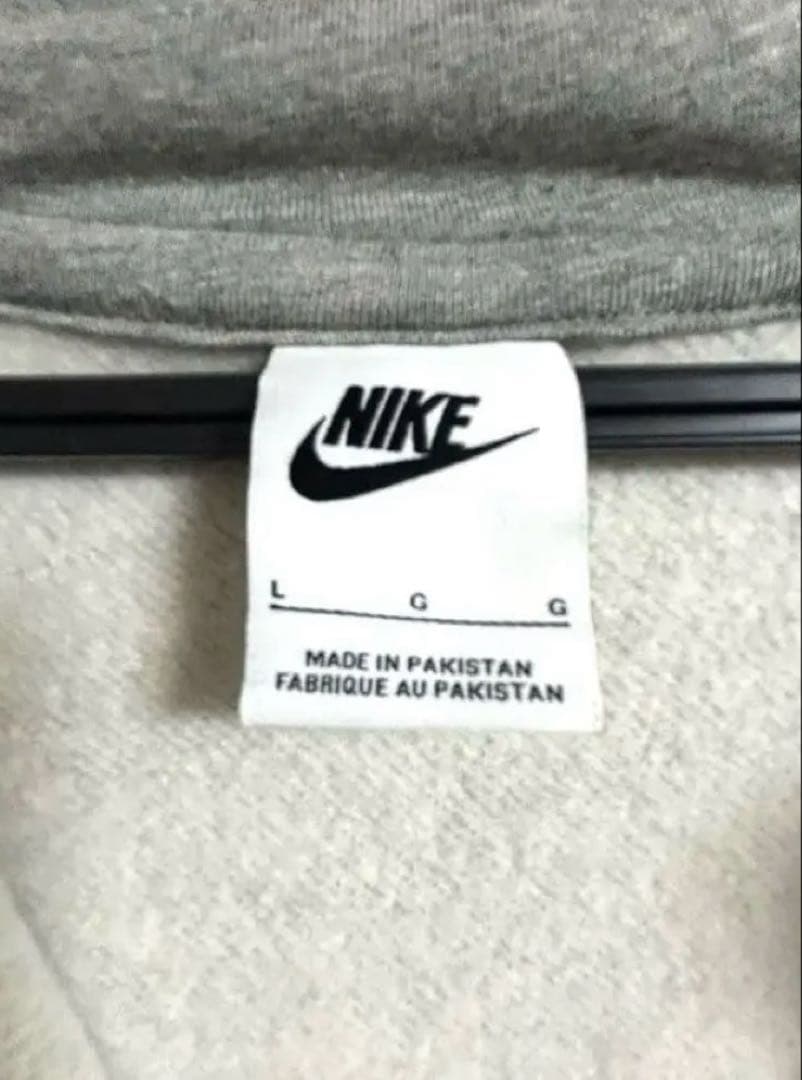 NIKE
L G G
MADE IN PAKISTAN
FABRIQUE AU PAKISTAN